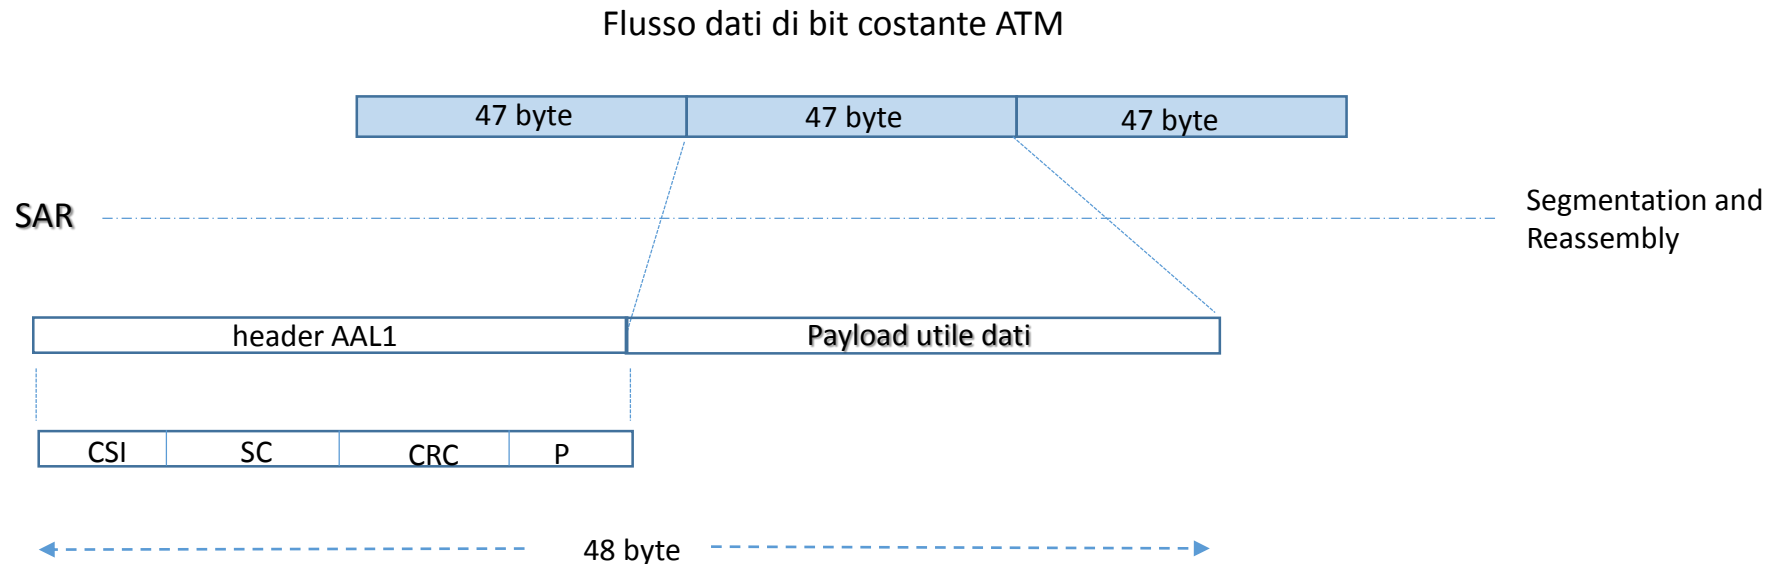 Flusso dati di bit costante ATM
47 byte
47 byte
47 byte
SAR
Segmentation and
Reassembly
header AAL1
Payload utile dati
CSI
SC
CRC
P
48 byte